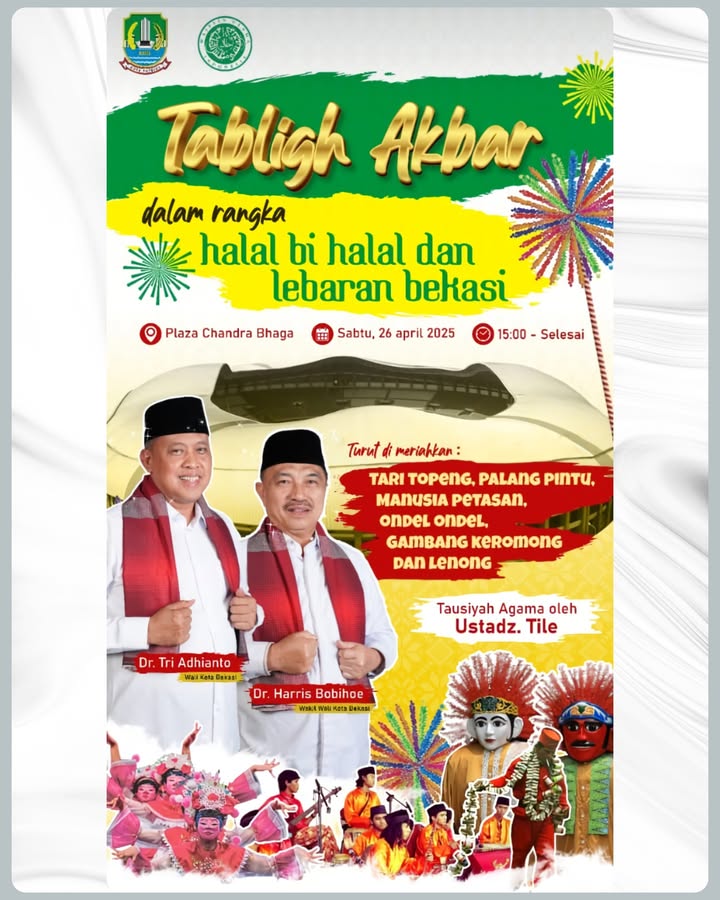 Tabligh Akbar
dalam rangka
halal bi halal dan
lebaran bekasi
Plaza Chandra Bhaga
Sabtu, 26 april 2025
15:00 - Selesai
Turut di meriahkan :
TARI TOPENG, PALANG PINTU,
MANUSIA PETASAN,
ONDEL ONDEL,
GAMBANG KEROMONG
DAN LENONG
Tausiyah Agama oleh
Ustadz. Tile
Dr. Tri Adhianto
Wali Kota Bekasi
Dr. Harris Bobihoe
Wakil Wali Kota Bekasi